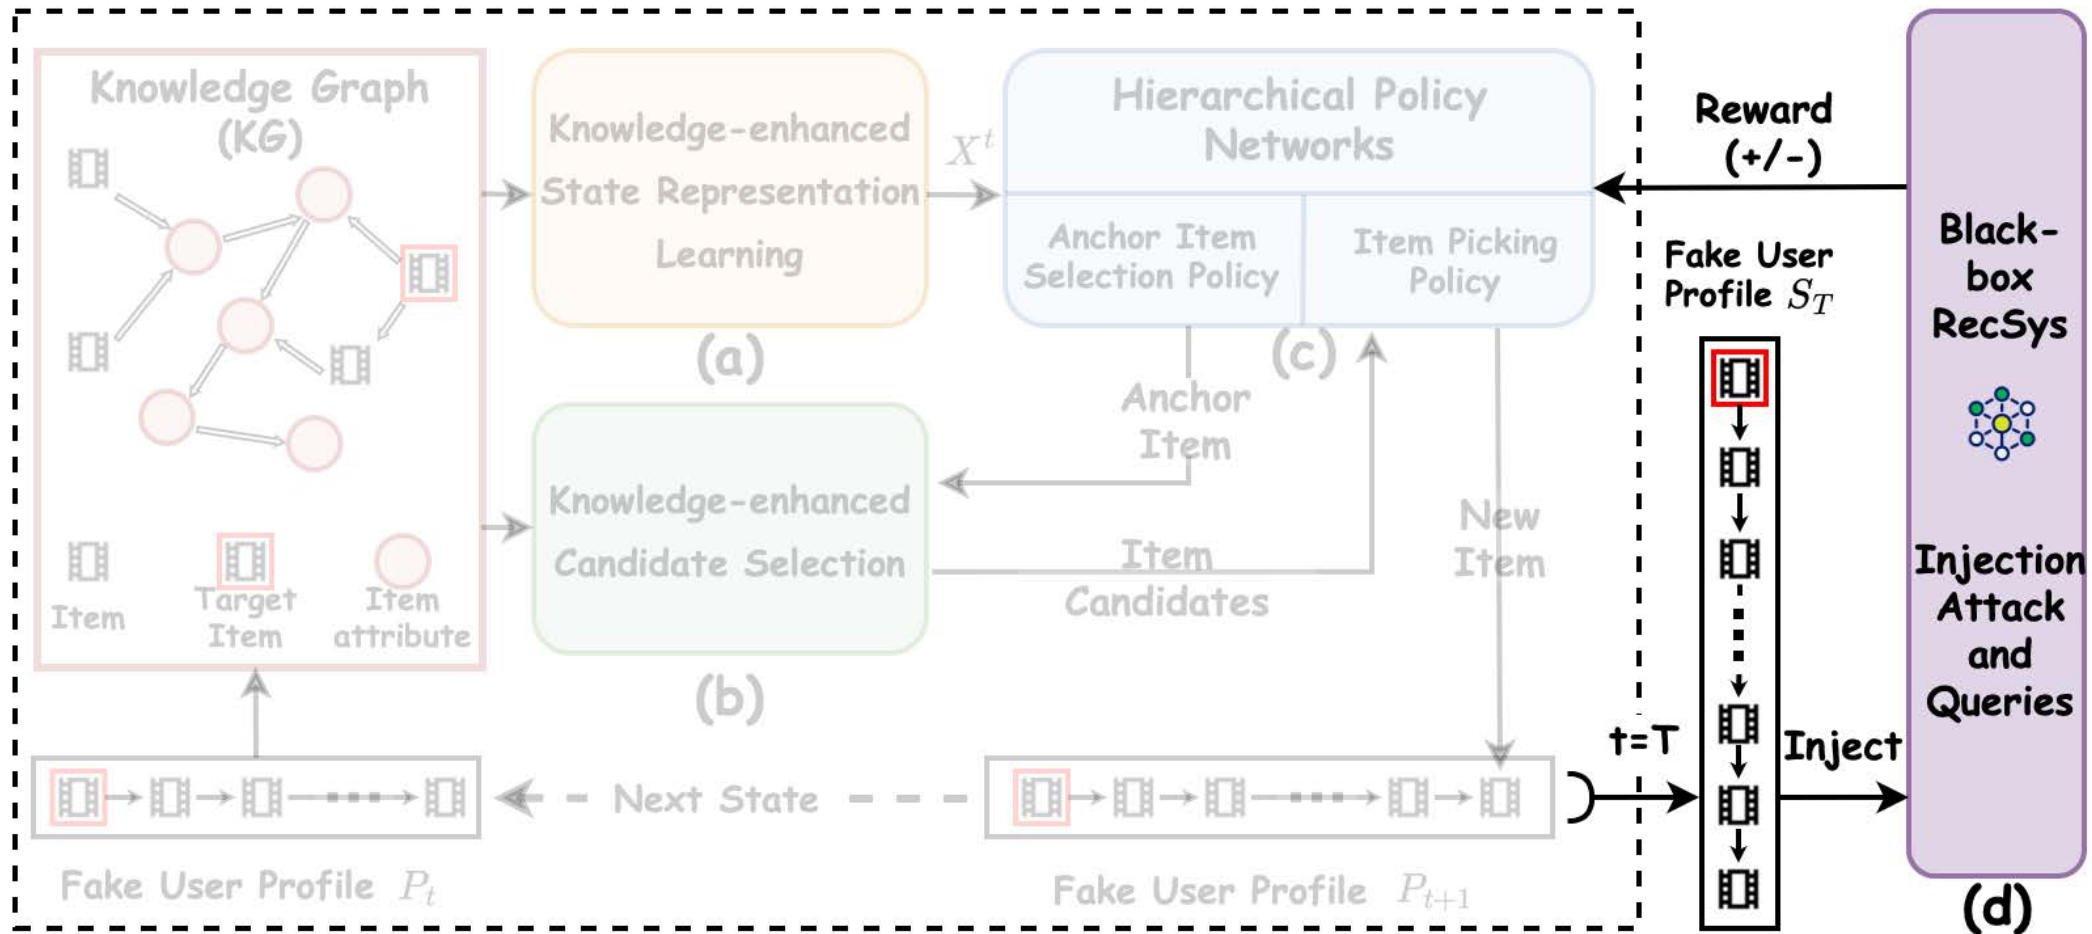 Knowledge Graph
(KG)
Item
Target
Item
Item
attribute
Knowledge-enhanced
State Representation
Learning
(a)
X^t
Hierarchical Policy
Networks
Anchor Item
Selection Policy
Item Picking
Policy
(c)
Knowledge-enhanced
Candidate Selection
(b)
Anchor
Item
Item
Candidates
New
Item
Next State
Fake User Profile P_t
Fake User Profile P_{t+1}
t=T
Reward
(+/-)
Fake User
Profile S_T
Inject
Black-
box
RecSys
Injection
Attack
and
Queries
(d)